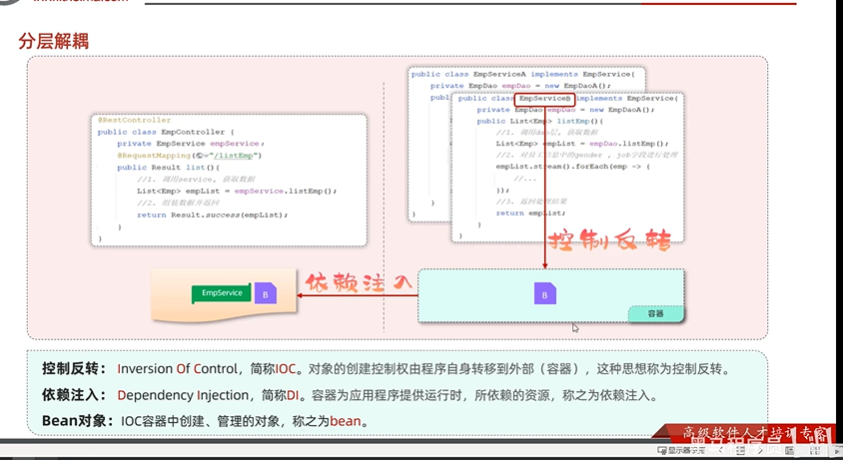 分层解耦
@RestController
public class EmpController {
private EmpService empService;
@RequestMapping("/listEmp")
public Result list(){
//1. 调用service, 获取数据
List<Emp> empList = empService.listEmp();
//2. 组装数据并返回
return Result.success(empList);
}
}
public class EmpServiceA implements EmpService{
private EmpDao empDao = new EmpDaoA();
publ
}
}
public class EmpServiceB implements EmpService{
private EmpDao empDao = new EmpDaoA();
public List<Emp> listEmp(){
//1. 调用dao层, 获取数据
List<Emp> empList = empDao.listEmp();
//2. 对员工信息中的gender , job字段进行处理
empList.stream().forEach(emp -> {
//...
});
//3. 返回处理结果
return empList;
}
}
控制反转
EmpService
B
依赖注入
B
容器
控制反转: Inversion Of Control,简称IOC。对象的创建控制权由程序自身转移到外部(容器),这种思想称为控制反转。
依赖注入: Dependency Injection,简称DI。容器为应用程序提供运行时,所依赖的资源,称之为依赖注入。
Bean对象:IOC容器中创建、管理的对象,称之为bean。
高级软件人才培训专家